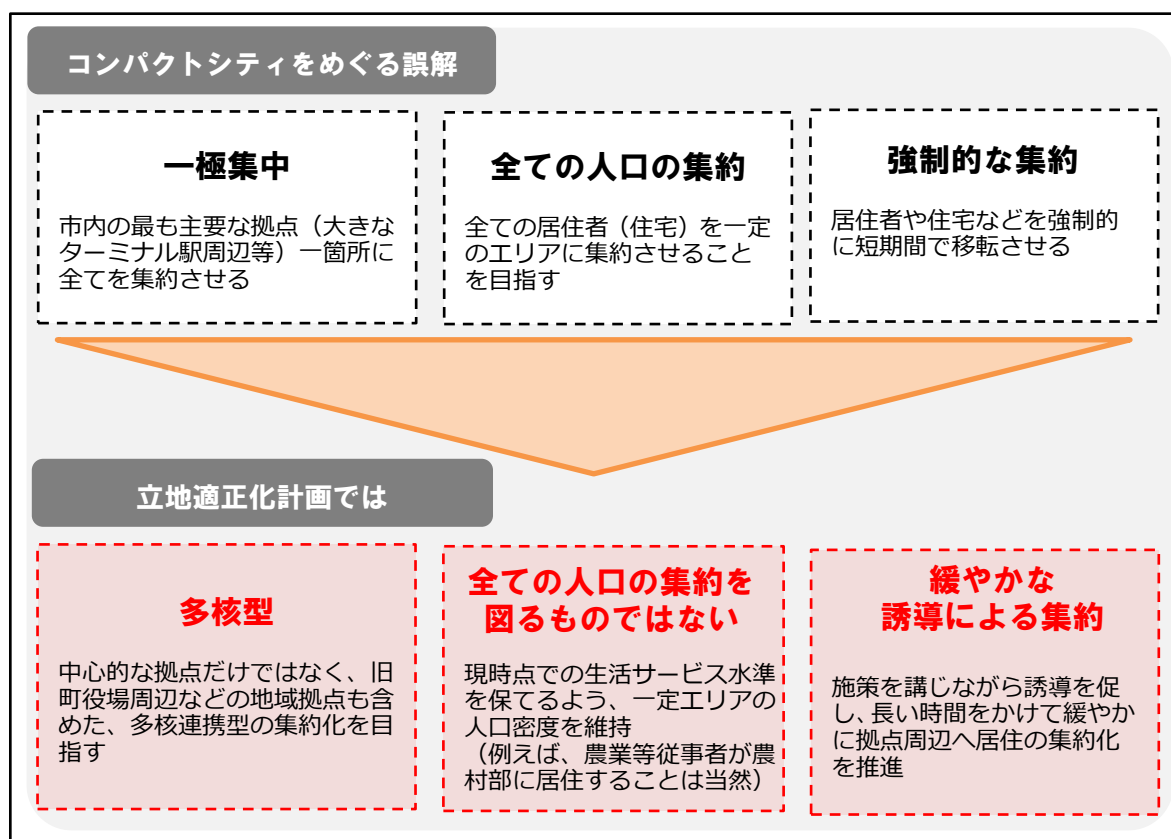 コンパクトシティをめぐる誤解
一極集中
市内の最も主要な拠点（大きな
ターミナル駅周辺等）一箇所に
全てを集約させる
全ての人口の集約
全ての居住者（住宅）を一定
のエリアに集約させること
を目指す
強制的な集約
居住者や住宅などを強制的
に短期間で移転させる
立地適正化計画では
多核型
中心的な拠点だけではなく、旧
町役場周辺などの地域拠点も含
めた、多核連携型の集約化を目
指す
全ての人口の集約を
図るものではない
現時点での生活サービス水準
を保てるよう、一定エリアの
人口密度を維持
（例えば、農業等従事者が農
村部に居住することは当然）
緩やかな
誘導による集約
施策を講じながら誘導を促
し、長い時間をかけて緩やか
に拠点周辺へ居住の集約化
を推進